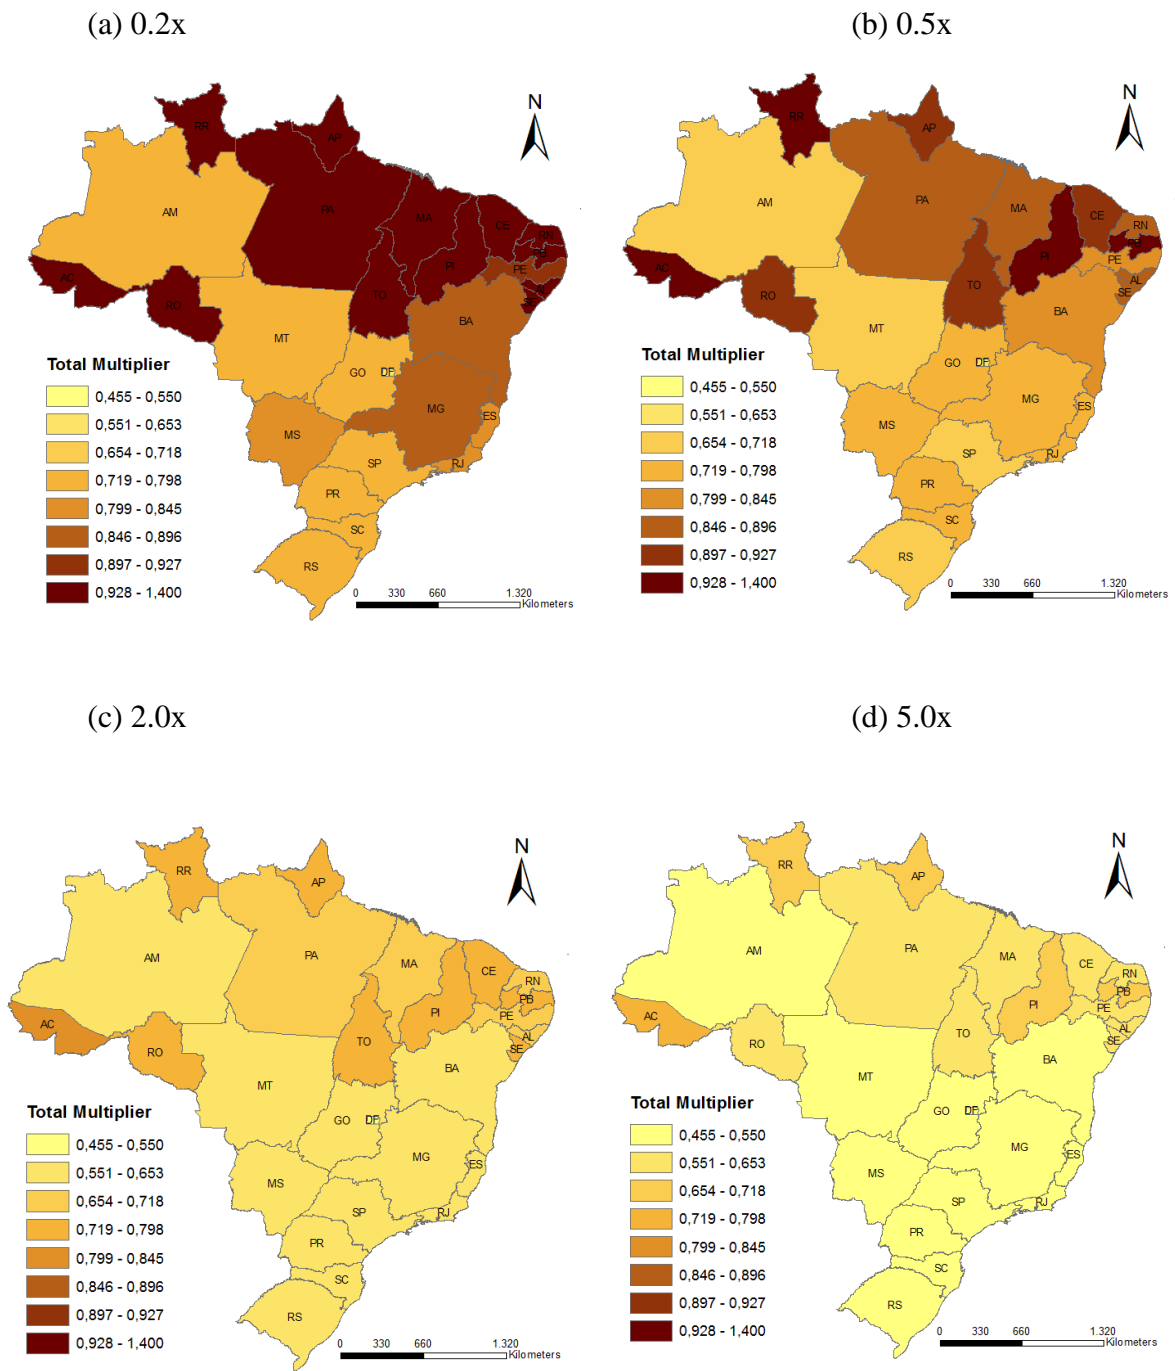 (a) 0.2x
N
RR
AP
AM
PA
MA
CE
RN
PB
PI
PE
AL
SE
AC
RO
TO
BA
MT
GO
DF
MG
ES
MS
SP
RJ
PR
SC
RS
Total Multiplier
0,455 - 0,550
0,551 - 0,653
0,654 - 0,718
0,719 - 0,798
0,799 - 0,845
0,846 - 0,896
0,897 - 0,927
0,928 - 1,400
0 330 660 1.320
Kilometers
(b) 0.5x
N
RR
AP
AM
PA
MA
CE
RN
PB
PI
PE
AL
SE
AC
RO
TO
BA
MT
GO
DF
MG
ES
MS
SP
RJ
PR
SC
RS
Total Multiplier
0,455 - 0,550
0,551 - 0,653
0,654 - 0,718
0,719 - 0,798
0,799 - 0,845
0,846 - 0,896
0,897 - 0,927
0,928 - 1,400
0 330 660 1.320
Kilometers
(c) 2.0x
N
RR
AP
AM
PA
MA
CE
RN
PB
PI
PE
AL
SE
AC
RO
TO
BA
MT
GO
DF
MG
ES
MS
SP
RJ
PR
SC
RS
Total Multiplier
0,455 - 0,550
0,551 - 0,653
0,654 - 0,718
0,719 - 0,798
0,799 - 0,845
0,846 - 0,896
0,897 - 0,927
0,928 - 1,400
0 330 660 1.320
Kilometers
(d) 5.0x
N
RR
AP
AM
PA
MA
CE
RN
PB
PI
PE
AL
SE
AC
RO
TO
BA
MT
GO
DF
MG
ES
MS
SP
RJ
PR
SC
RS
Total Multiplier
0,455 - 0,550
0,551 - 0,653
0,654 - 0,718
0,719 - 0,798
0,799 - 0,845
0,846 - 0,896
0,897 - 0,927
0,928 - 1,400
0 330 660 1.320
Kilometers